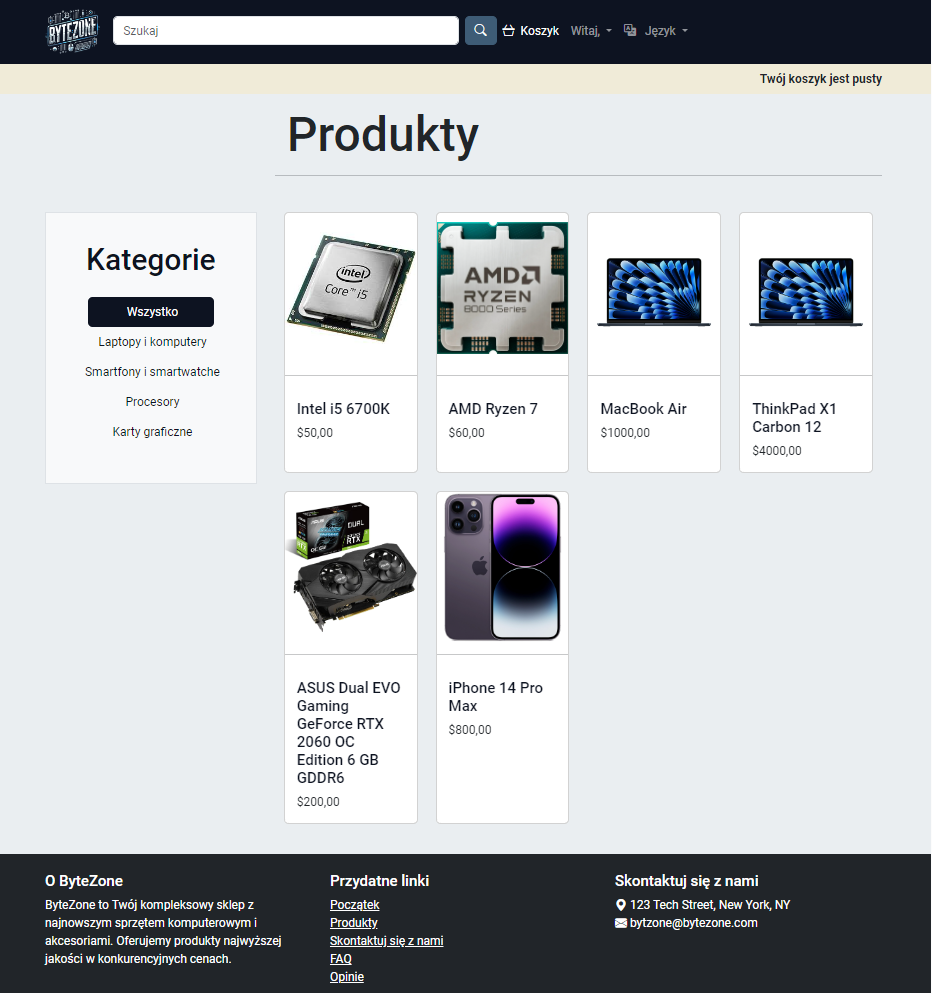 BYTEZONE
Szukaj
Koszyk
Witaj,
Język
Twój koszyk jest pusty
Produkty
Kategorie
Wszystko
Laptopy i komputery
Smartfony i smartwatche
Procesory
Karty graficzne
intel
Core™ i5
Intel i5 6700K
$50,00
AMD
RYZEN
8000 Series
AMD Ryzen 7
$60,00
MacBook Air
$1000,00
ThinkPad X1
Carbon 12
$4000,00
DUAL
RTX
ASUS Dual EVO
Gaming
GeForce RTX
2060 OC
Edition 6 GB
GDDR6
$200,00
iPhone 14 Pro
Max
$800,00
O ByteZone
ByteZone to Twój kompleksowy sklep z
najnowszym sprzętem komputerowym i
akcesoriami. Oferujemy produkty najwyższej
jakości w konkurencyjnych cenach.
Przydatne linki
Początek
Produkty
Skontaktuj się z nami
FAQ
Opinie
Skontaktuj się z nami
123 Tech Street, New York, NY
bytzone@bytezone.com